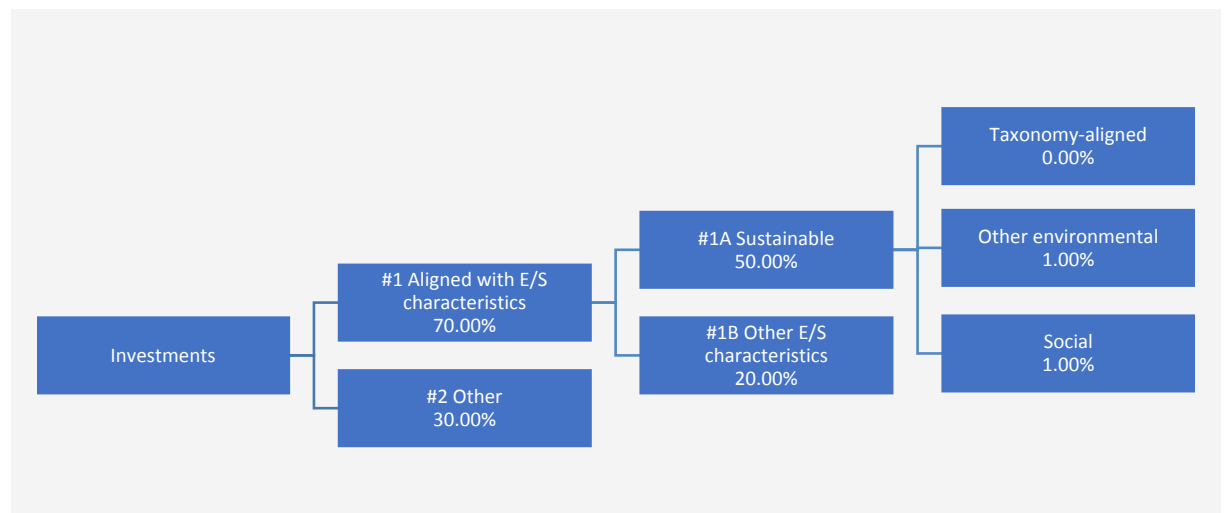 Investments
#1 Aligned with E/S
characteristics
70.00%
#2 Other
30.00%
#1A Sustainable
50.00%
#1B Other E/S
characteristics
20.00%
Taxonomy-aligned
0.00%
Other environmental
1.00%
Social
1.00%